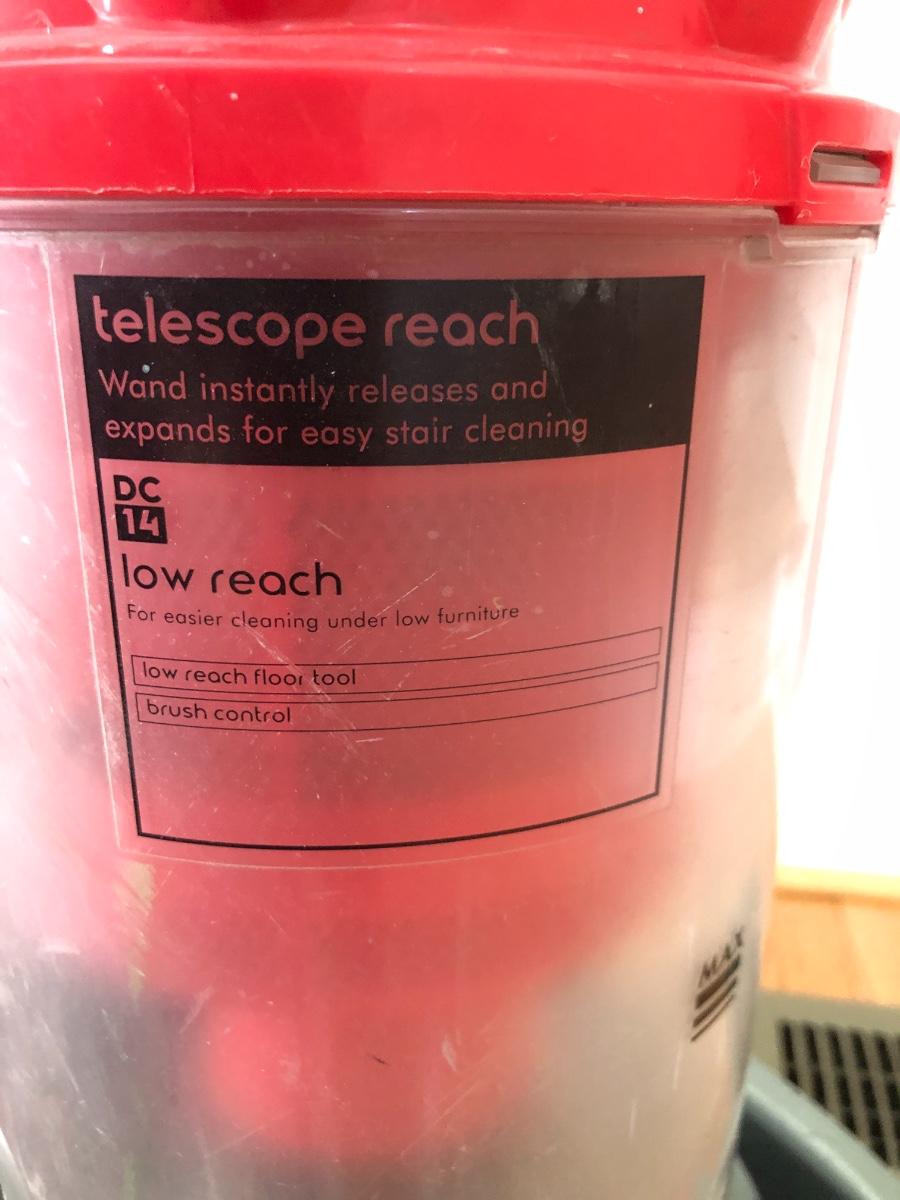 telescope reach
Wand instantly releases and
expands for easy stair cleaning
DC
14
low reach
For easier cleaning under low furniture
low reach floor tool
brush control
MAX